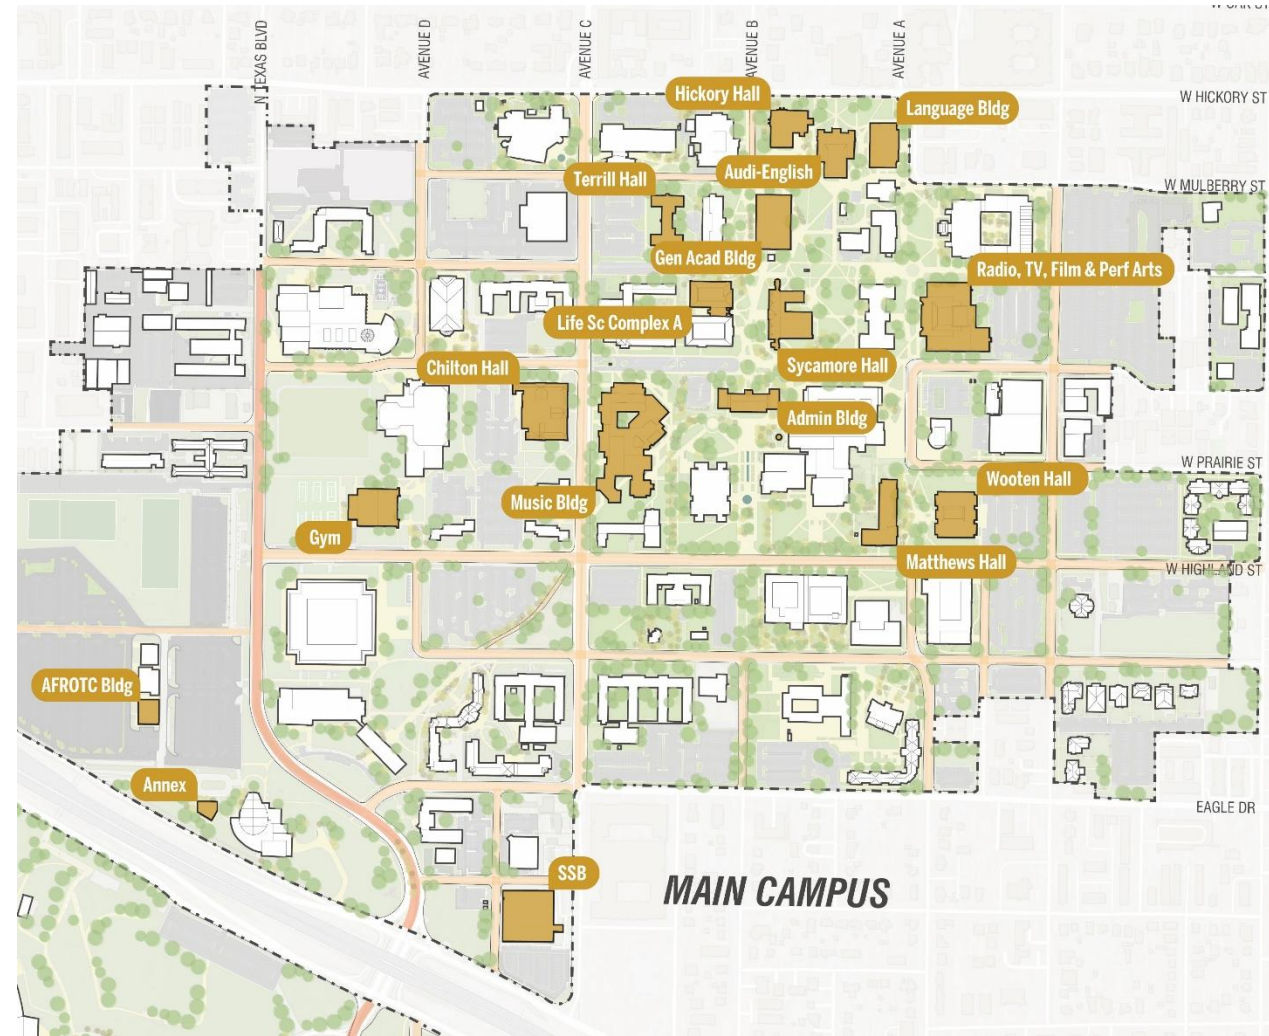 N TEXAS BLVD
AVENUE D
AVENUE C
AVENUE B
AVENUE A
W HICKORY ST
Hickory Hall
Language Bldg
Terrill Hall
Audi-English
W MULBERRY ST
Gen Acad Bldg
Radio, TV, Film & Perf Arts
Life Sc Complex A
Chilton Hall
Sycamore Hall
Admin Bldg
W PRAIRIE ST
Wooten Hall
Music Bldg
Gym
Matthews Hall
W HIGHLAND ST
AFROTC Bldg
Annex
EAGLE DR
SSB
MAIN CAMPUS